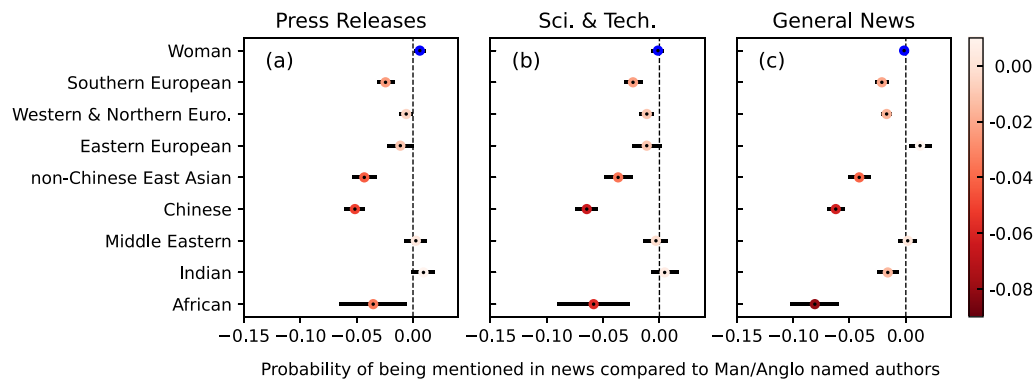 Press Releases
Sci. & Tech.
General News
Woman
Southern European
Western & Northern Euro.
Eastern European
non-Chinese East Asian
Chinese
Middle Eastern
Indian
African
(a)
(b)
(c)
0.00
-0.02
-0.04
-0.06
-0.08
−0.15 −0.10 −0.05 0.00
−0.15 −0.10 −0.05 0.00
−0.15 −0.10 −0.05 0.00
Probability of being mentioned in news compared to Man/Anglo named authors